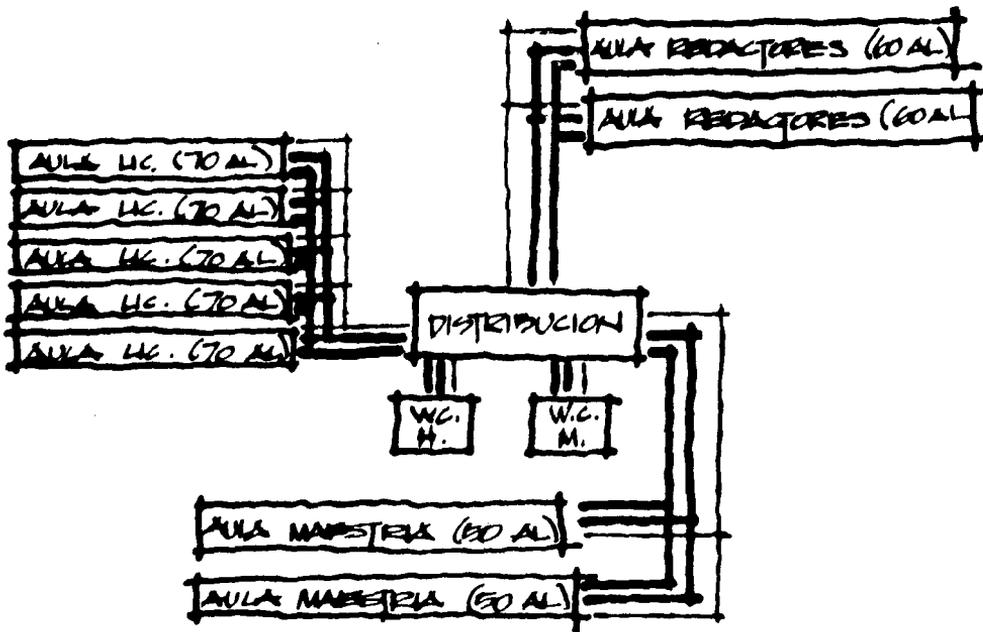 AULA REDACTORES (60 AL)
AULA REDACTORES (60 AL
AULA LIC. (70 AL)
AULA LIC. (70 AL)
AULA LIC. (70 AL)
AULA LIC. (70 AL)
AULA LIC. (70 AL)
DISTRIBUCION
W.C.
H.
W.C.
M.
AULA MAESTRIA (50 AL)
AULA MAESTRIA (50 AL)